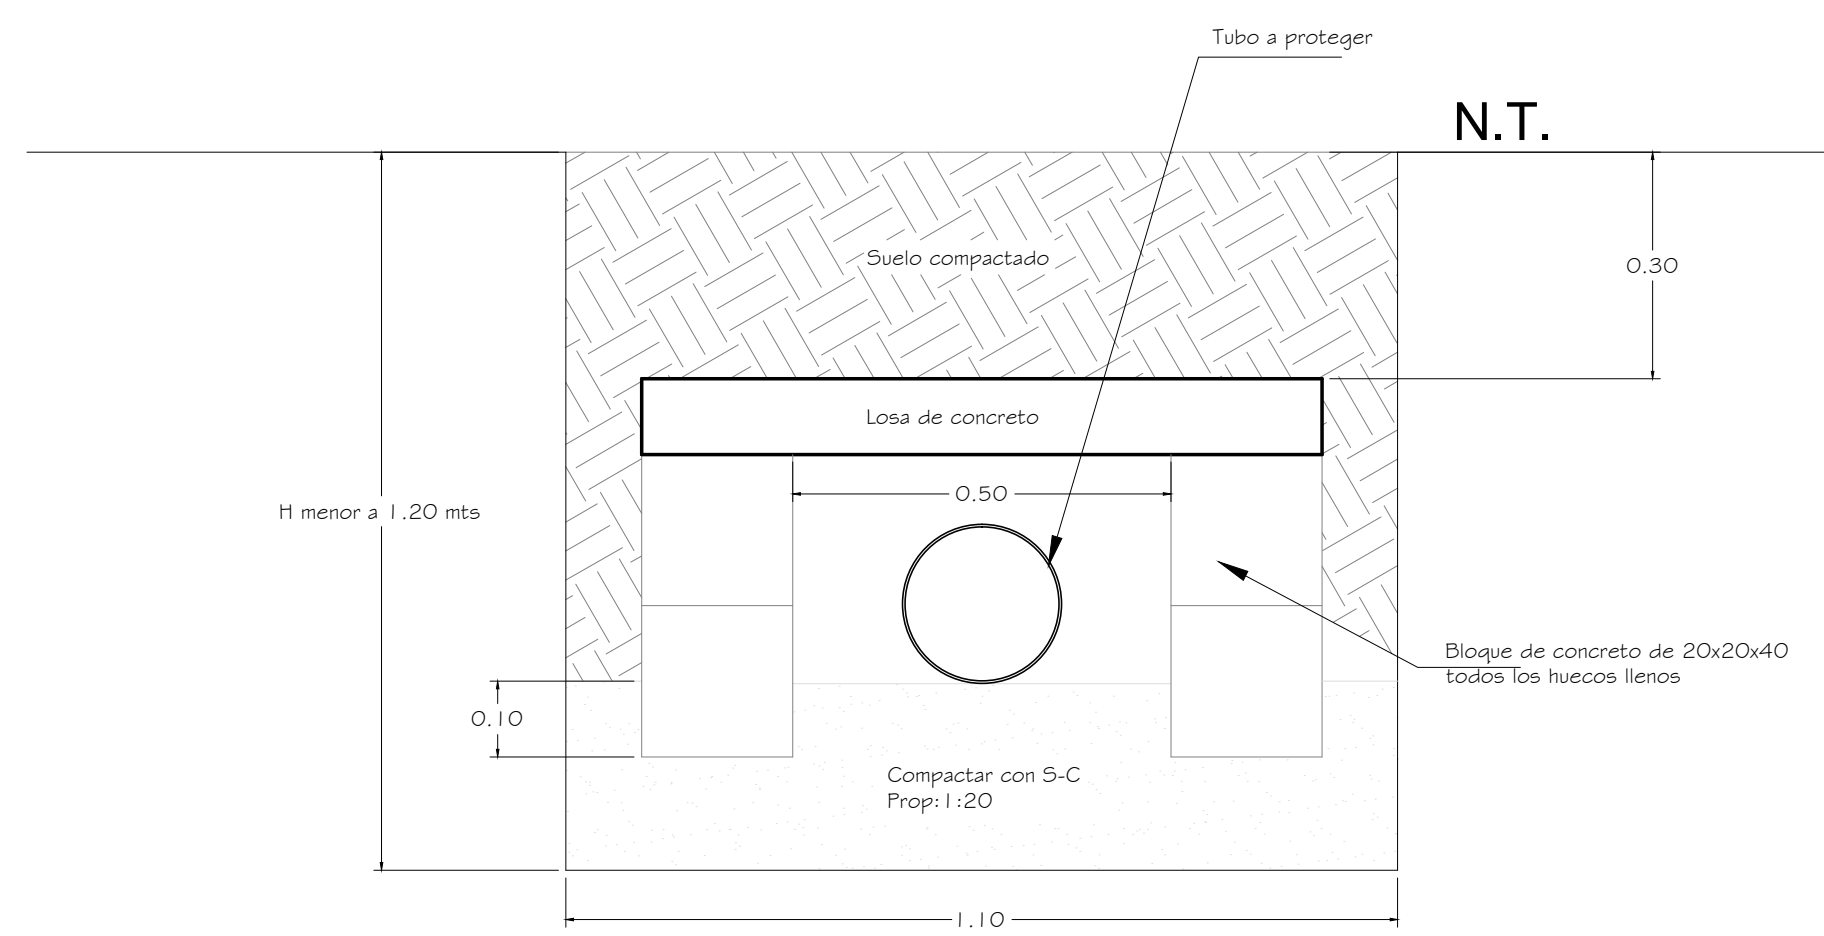 Tubo a proteger
N.T.
Suelo compactado
0.30
Losa de concreto
0.50
H menor a 1.20 mts
Bloque de concreto de 20x20x40
todos los huecos llenos
0.10
Compactar con S-C
Prop:1:20
1.10